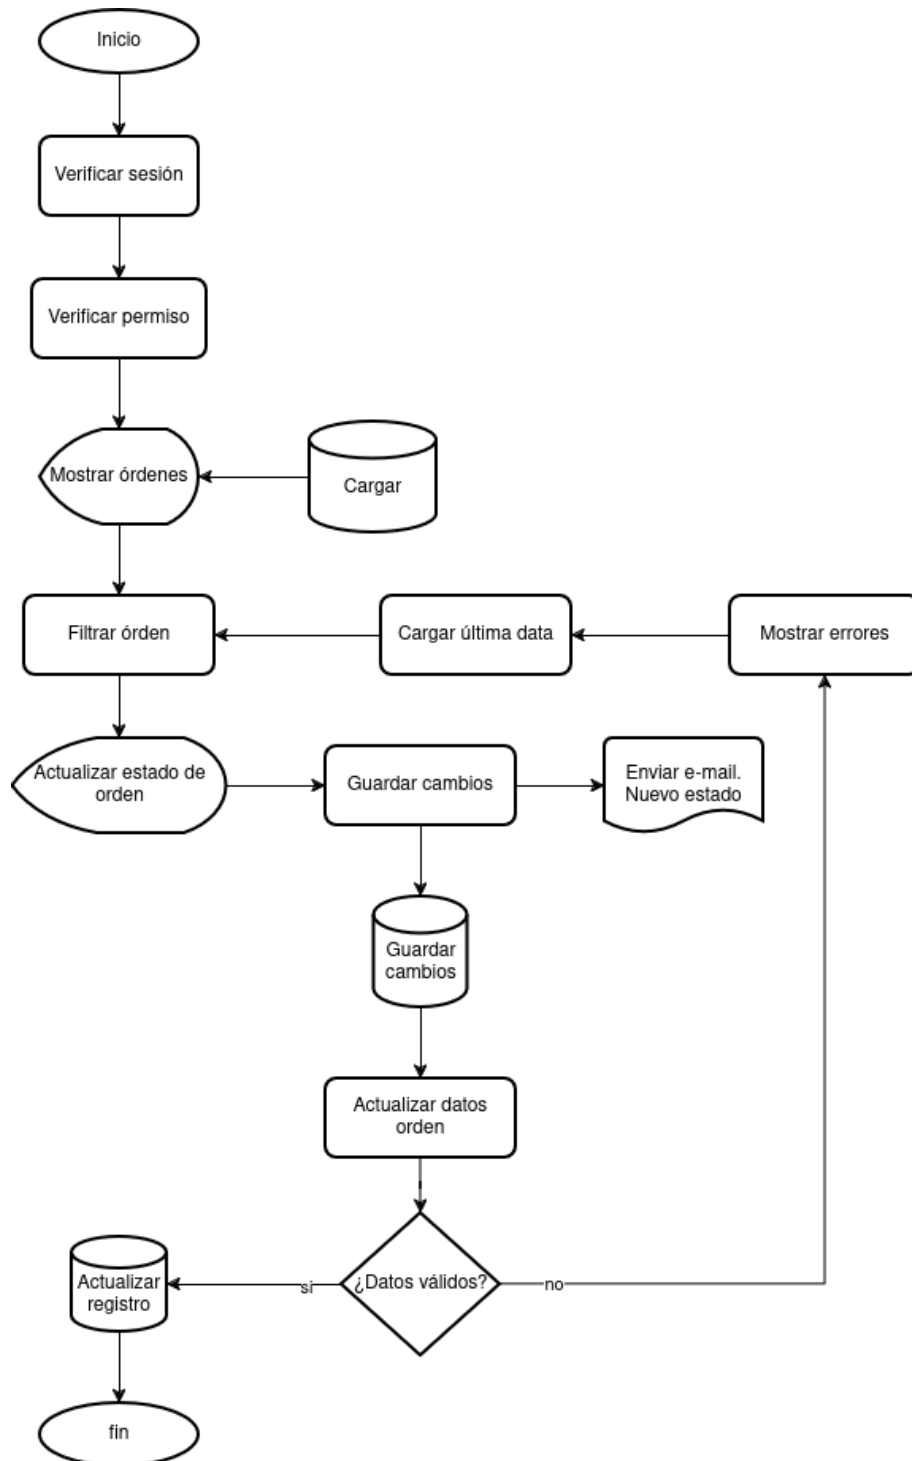 Inicio
Verificar sesión
Verificar permiso
Mostrar órdenes
Cargar
Filtrar órden
Cargar última data
Mostrar errores
Actualizar estado de
orden
Guardar cambios
Enviar e-mail.
Nuevo estado
Guardar
cambios
Actualizar datos
orden
¿Datos válidos?
sí
no
Actualizar
registro
fin